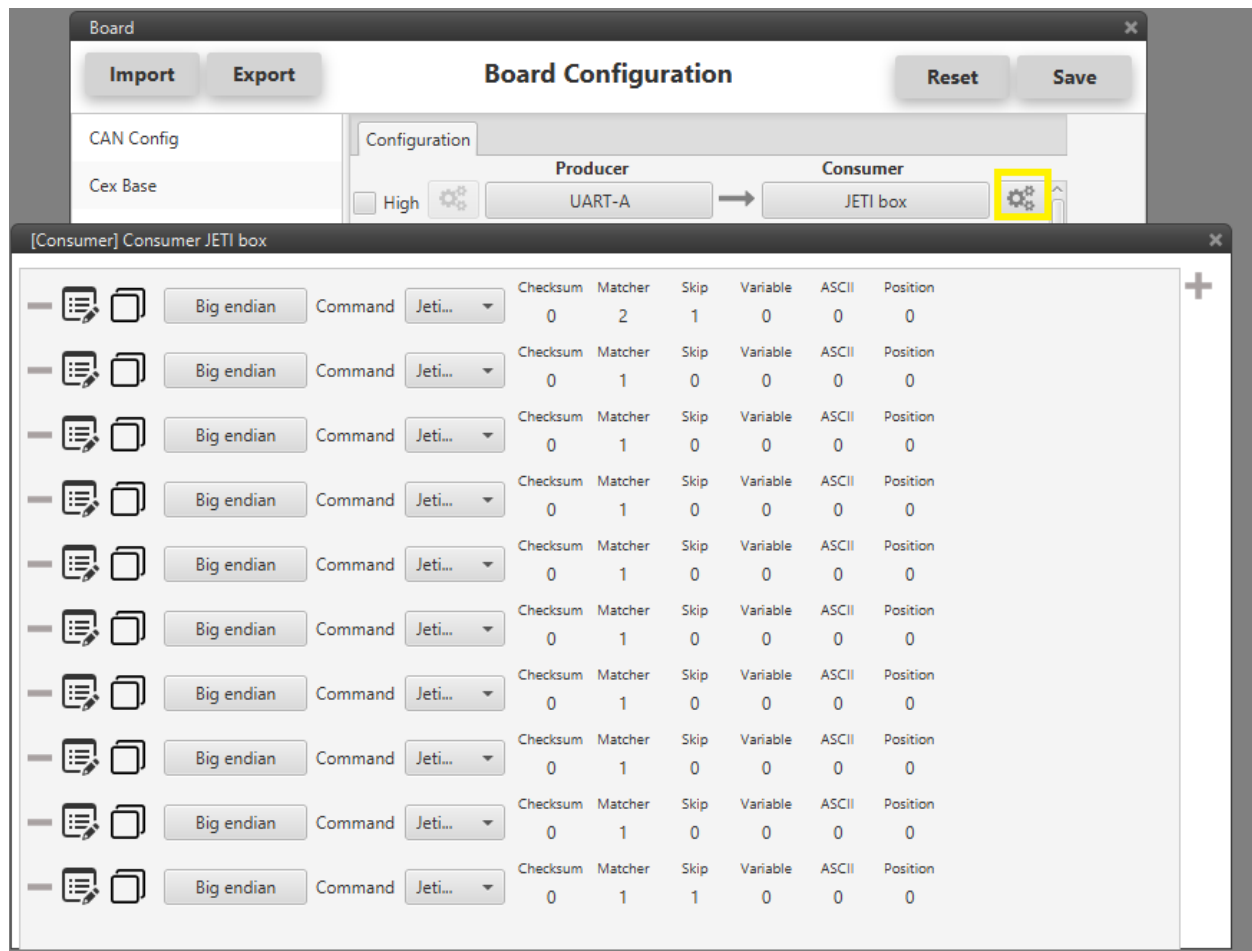 Board
Import Export Board Configuration Reset Save
CAN Config
Configuration
Producer Consumer
Cex Base
High UART-A JETI box
[Consumer] Consumer JETI box
Checksum Matcher Skip Variable ASCII Position
Big endian Command Jeti...
0 2 1 0 0 0
Checksum Matcher Skip Variable ASCII Position
Big endian Command Jeti...
0 1 0 0 0 0
Checksum Matcher Skip Variable ASCII Position
Big endian Command Jeti...
0 1 0 0 0 0
Checksum Matcher Skip Variable ASCII Position
Big endian Command Jeti...
0 1 0 0 0 0
Checksum Matcher Skip Variable ASCII Position
Big endian Command Jeti...
0 1 0 0 0 0
Checksum Matcher Skip Variable ASCII Position
Big endian Command Jeti...
0 1 0 0 0 0
Checksum Matcher Skip Variable ASCII Position
Big endian Command Jeti...
0 1 0 0 0 0
Checksum Matcher Skip Variable ASCII Position
Big endian Command Jeti...
0 1 0 0 0 0
Checksum Matcher Skip Variable ASCII Position
Big endian Command Jeti...
0 1 0 0 0 0
Checksum Matcher Skip Variable ASCII Position
Big endian Command Jeti...
0 1 1 0 0 0